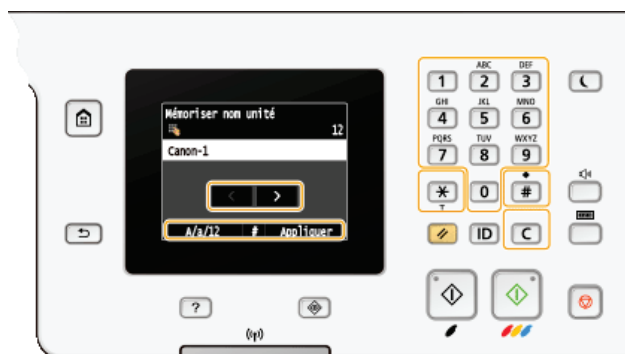 Mémoriser nom unité
12
Canon-1
< >
A/a/12 # Appliquer
ABC DEF
1 2 3
GHI JKL MNO
4 5 6
PQRS TUV WXYZ
7 8 9
* 0 #
T
ID C
?